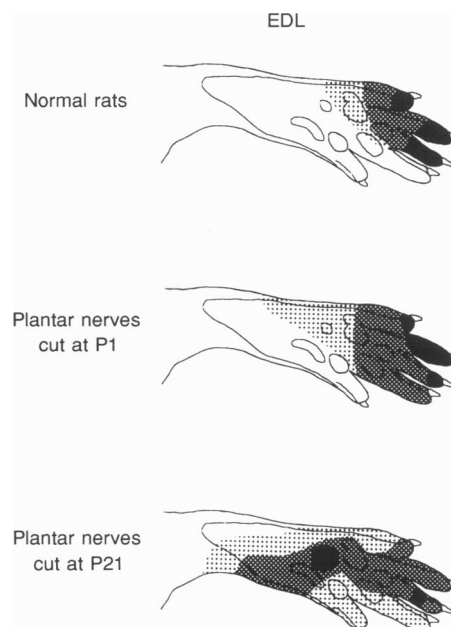 EDL
Normal rats
Plantar nerves
cut at P1
Plantar nerves
cut at P21